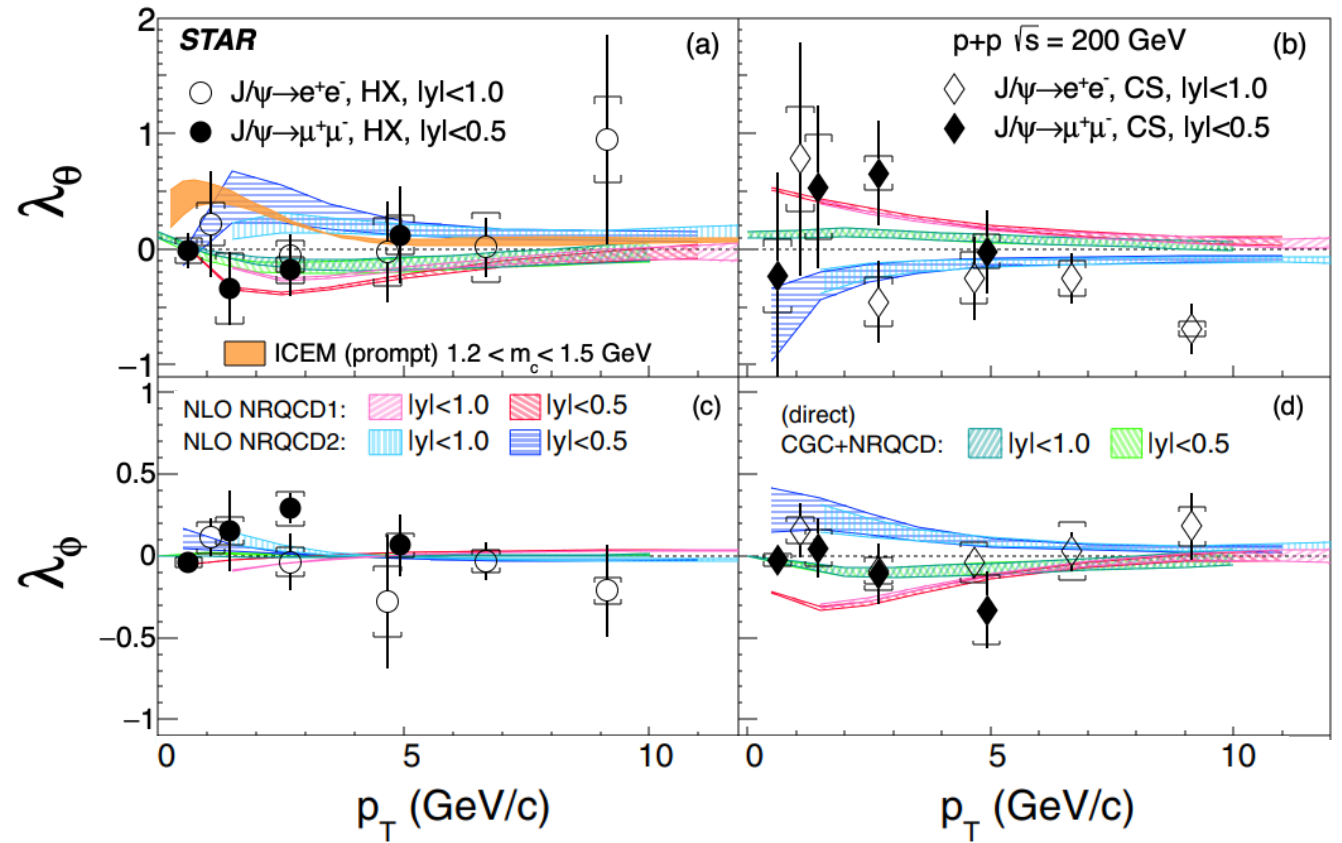 2
STAR
(a)
J/ψ→e⁺e⁻, HX, |y|<1.0
J/ψ→μ⁺μ⁻, HX, |y|<0.5
1
λθ
0
ICEM (prompt) 1.2 < m_c < 1.5 GeV
−1
p+p √s = 200 GeV
(b)
J/ψ→e⁺e⁻, CS, |y|<1.0
J/ψ→μ⁺μ⁻, CS, |y|<0.5
1
NLO NRQCD1: |y|<1.0 |y|<0.5
(c)
NLO NRQCD2: |y|<1.0 |y|<0.5
0.5
λϕ
0
−0.5
−1
(direct)
(d)
CGC+NRQCD: |y|<1.0 |y|<0.5
0 5 10
0 5 10
p_T (GeV/c)
p_T (GeV/c)